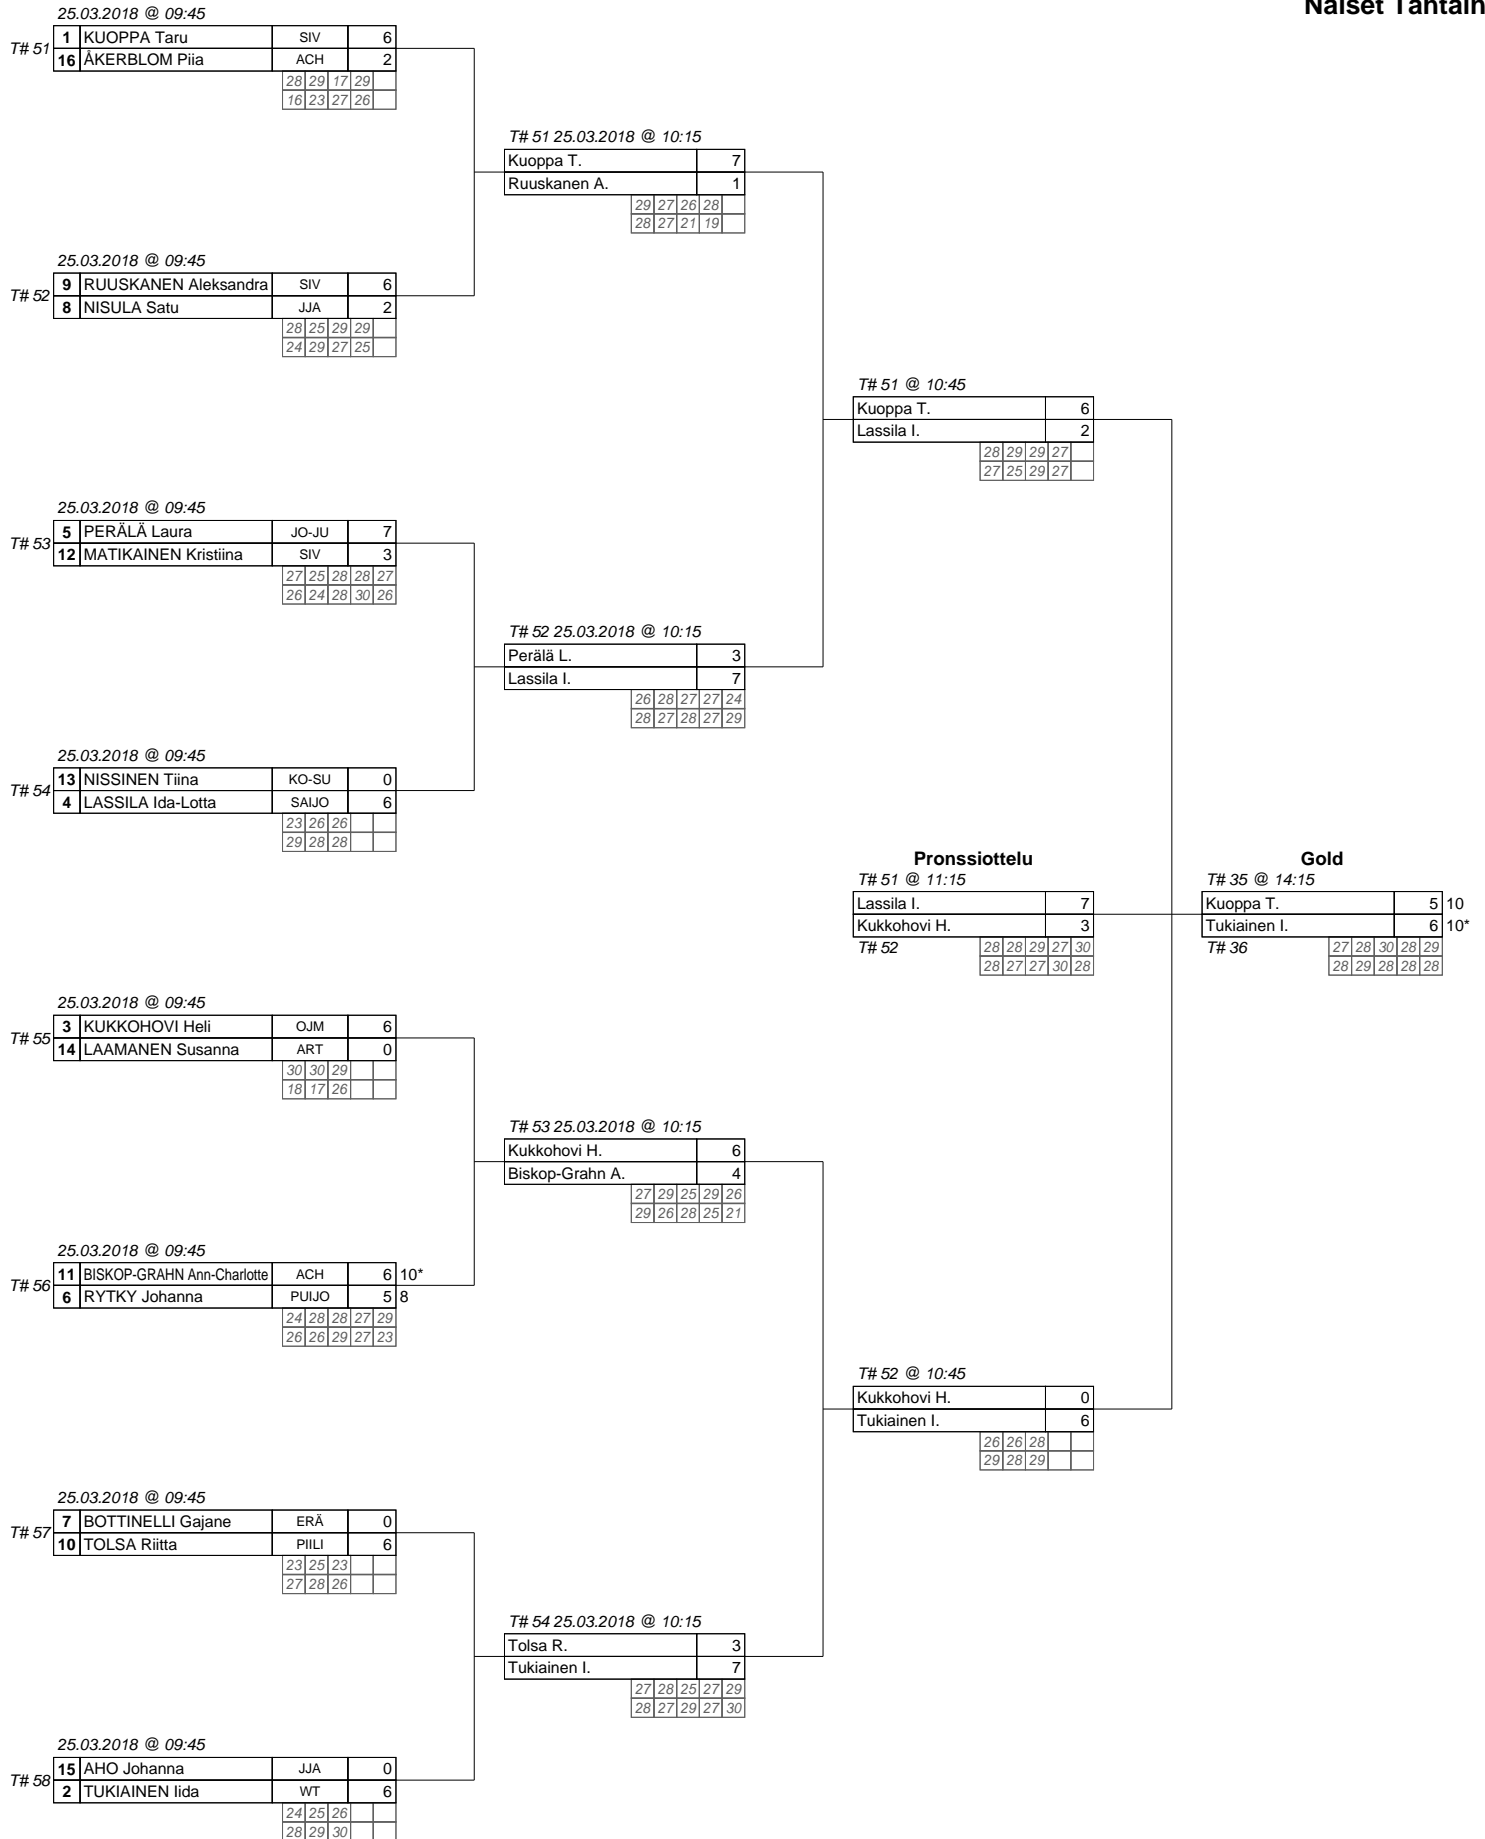 Naiset Tähtäin
25.03.2018 @ 09:45
T# 51
1 KUOPPA Taru SIV 6
16 ÅKERBLOM Piia ACH 2
28 29 17 29
16 23 27 26
T# 51 25.03.2018 @ 10:15
Kuoppa T. 7
Ruuskanen A. 1
29 27 26 28
28 27 21 19
25.03.2018 @ 09:45
T# 52
9 RUUSKANEN Aleksandra SIV 6
8 NISULA Satu JJA 2
28 25 29 29
24 29 27 25
T# 51 @ 10:45
Kuoppa T. 6
Lassila I. 2
28 29 29 27
27 25 29 27
25.03.2018 @ 09:45
T# 53
5 PERÄLÄ Laura JO-JU 7
12 MATIKAINEN Kristiina SIV 3
27 25 28 28 27
26 24 28 30 26
T# 52 25.03.2018 @ 10:15
Perälä L. 3
Lassila I. 7
26 28 27 27 24
28 27 28 27 29
25.03.2018 @ 09:45
T# 54
13 NISSINEN Tiina KO-SU 0
4 LASSILA Ida-Lotta SAIJO 6
23 26 26
29 28 28
Pronssiottelu
T# 51 @ 11:15
Lassila I. 7
Kukkohovi H. 3
T# 52
28 28 29 27 30
28 27 27 30 28
Gold
T# 35 @ 14:15
Kuoppa T. 5 10
Tukiainen I. 6 10*
T# 36
27 28 30 28 29
28 29 28 28 28
25.03.2018 @ 09:45
T# 55
3 KUKKOHOVI Heli OJM 6
14 LAAMANEN Susanna ART 0
30 30 29
18 17 26
T# 53 25.03.2018 @ 10:15
Kukkohovi H. 6
Biskop-Grahn A. 4
27 29 25 29 26
29 26 28 25 21
25.03.2018 @ 09:45
T# 56
11 BISKOP-GRAHN Ann-Charlotte ACH 6 10*
6 RYTKY Johanna PUIJO 5 8
24 28 28 27 29
26 26 29 27 23
T# 52 @ 10:45
Kukkohovi H. 0
Tukiainen I. 6
26 26 28
29 28 29
25.03.2018 @ 09:45
T# 57
7 BOTTINELLI Gajane ERÄ 0
10 TOLSA Riitta PIILI 6
23 25 23
27 28 26
T# 54 25.03.2018 @ 10:15
Tolsa R. 3
Tukiainen I. 7
27 28 25 27 29
28 27 29 27 30
25.03.2018 @ 09:45
T# 58
15 AHO Johanna JJA 0
2 TUKIAINEN Iida WT 6
24 25 26
28 29 30